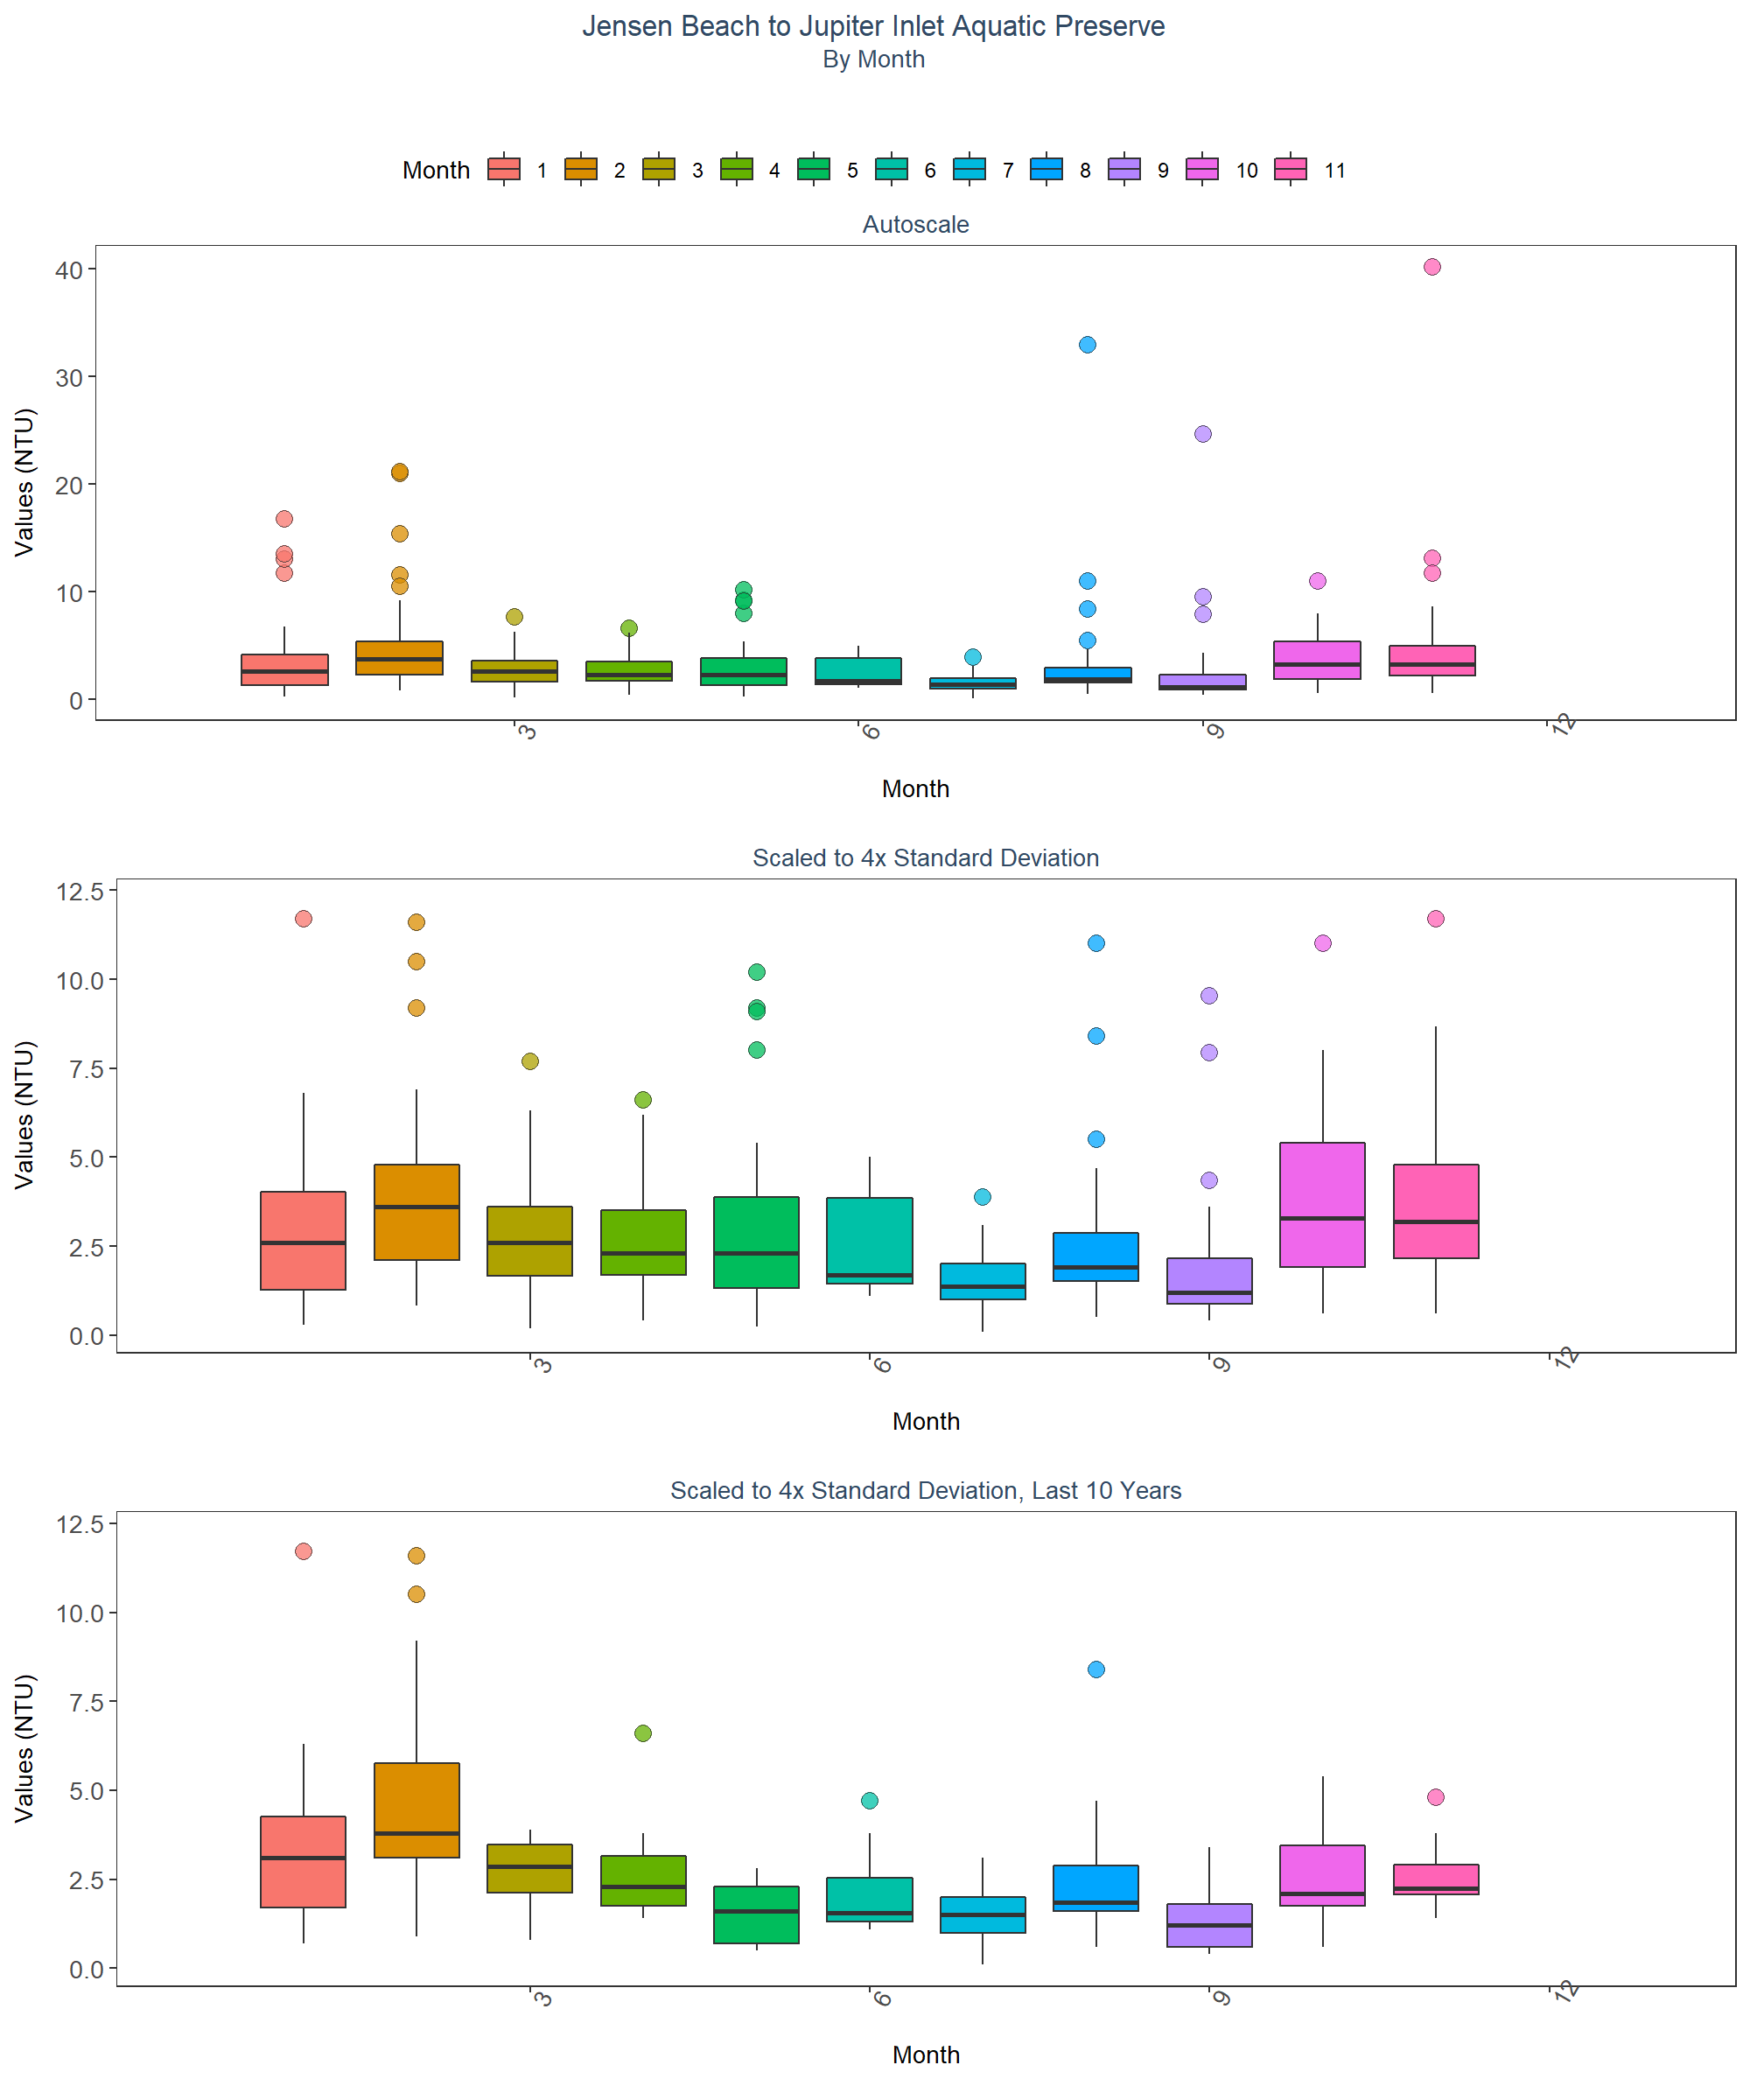 Jensen Beach to Jupiter Inlet Aquatic Preserve
By Month
Month 1 2 3 4 5 6 7 8 9 10 11
Autoscale
Values (NTU)
40
30
20
10
0
3 6 9 12
Month
Scaled to 4x Standard Deviation
Values (NTU)
12.5
10.0
7.5
5.0
2.5
0.0
3 6 9 12
Month
Scaled to 4x Standard Deviation, Last 10 Years
Values (NTU)
12.5
10.0
7.5
5.0
2.5
0.0
3 6 9 12
Month